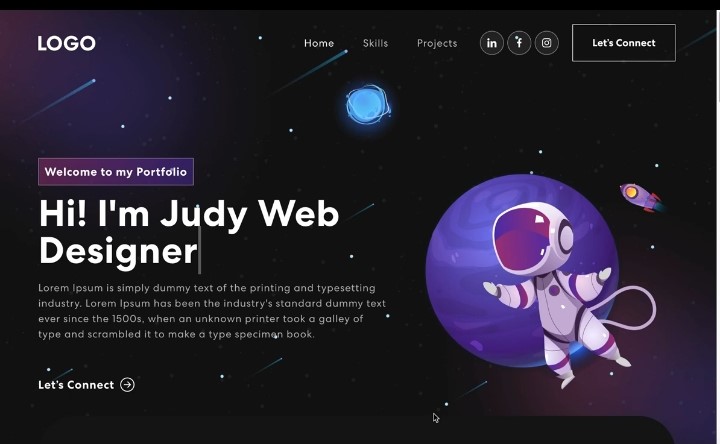 LOGO
Home Skills Projects in f Let's Connect
Welcome to my Portfolio
Hi! I'm Judy Web
Designer
Lorem Ipsum is simply dummy text of the printing and typesetting
industry. Lorem Ipsum has been the industry's standard dummy text
ever since the 1500s, when an unknown printer took a galley of
type and scrambled it to make a type specimen book.
Let's Connect